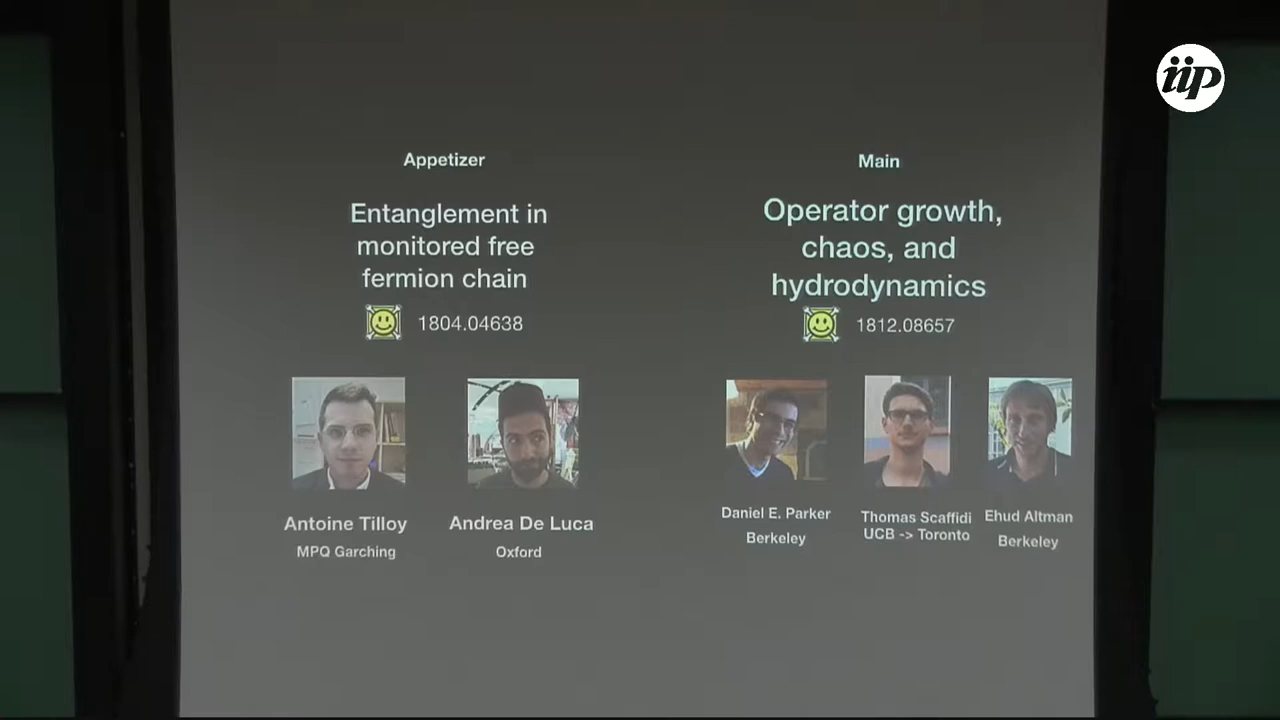 iip
Appetizer
Entanglement in
monitored free
fermion chain
1804.04638
Antoine Tilloy
MPQ Garching
Andrea De Luca
Oxford
Main
Operator growth,
chaos, and
hydrodynamics
1812.08657
Daniel E. Parker
Berkeley
Thomas Scaffidi
UCB -> Toronto
Ehud Altman
Berkeley